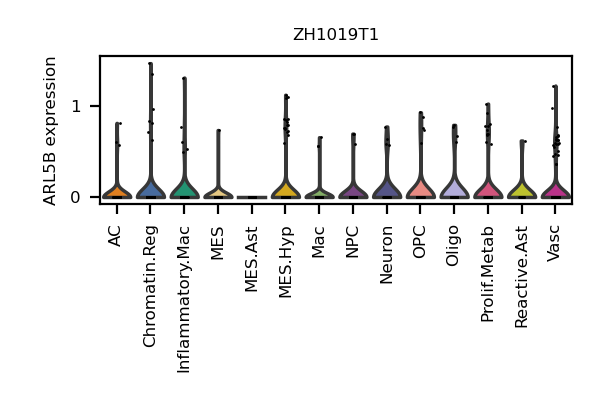 ZH1019T1
ARL5B expression
1
0
AC
Chromatin.Reg
Inflammatory.Mac
MES
MES.Ast
MES.Hyp
Mac
NPC
Neuron
OPC
Oligo
Prolif.Metab
Reactive.Ast
Vasc